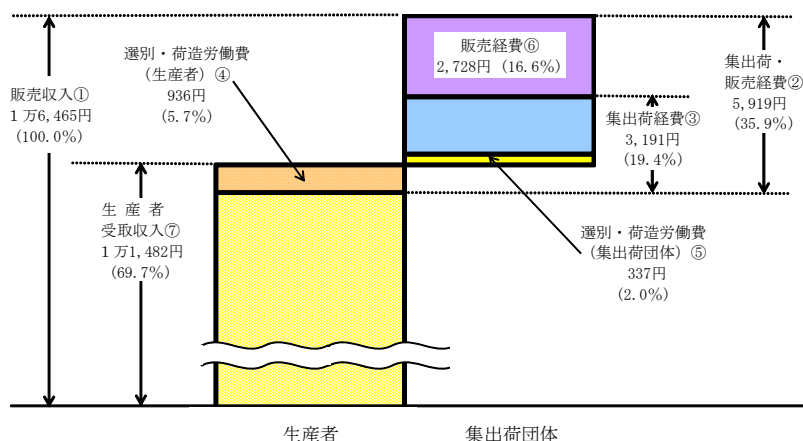 販売収入①
1万6,465円
(100.0%)
選別・荷造労働費
(生産者)④
936円
(5.7%)
販売経費⑥
2,728円 (16.6%)
集出荷・
販売経費②
5,919円
(35.9%)
集出荷経費③
3,191円
(19.4%)
生 産 者
受取収入⑦
1万1,482円
(69.7%)
選別・荷造労働費
(集出荷団体)⑤
337円
(2.0%)
生産者
集出荷団体